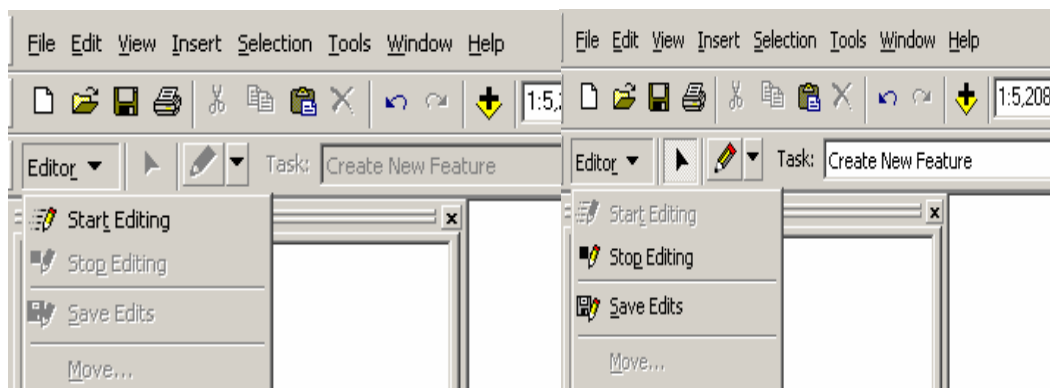 File Edit View Insert Selection Tools Window Help
1:5,
Editor Task: Create New Feature
Start Editing
x
Stop Editing
Save Edits
Move...
File Edit View Insert Selection Tools Window Help
1:5,208
Editor Task: Create New Feature
Start Editing
x
Stop Editing
Save Edits
Move...